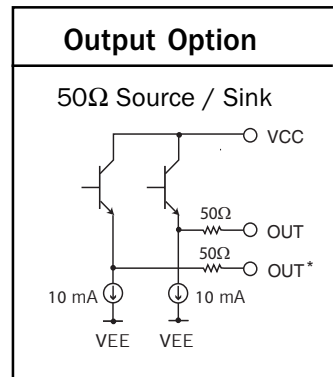 Output Option
50Ω Source / Sink
VCC
50Ω
OUT
50Ω
OUT*
10 mA
10 mA
VEE
VEE